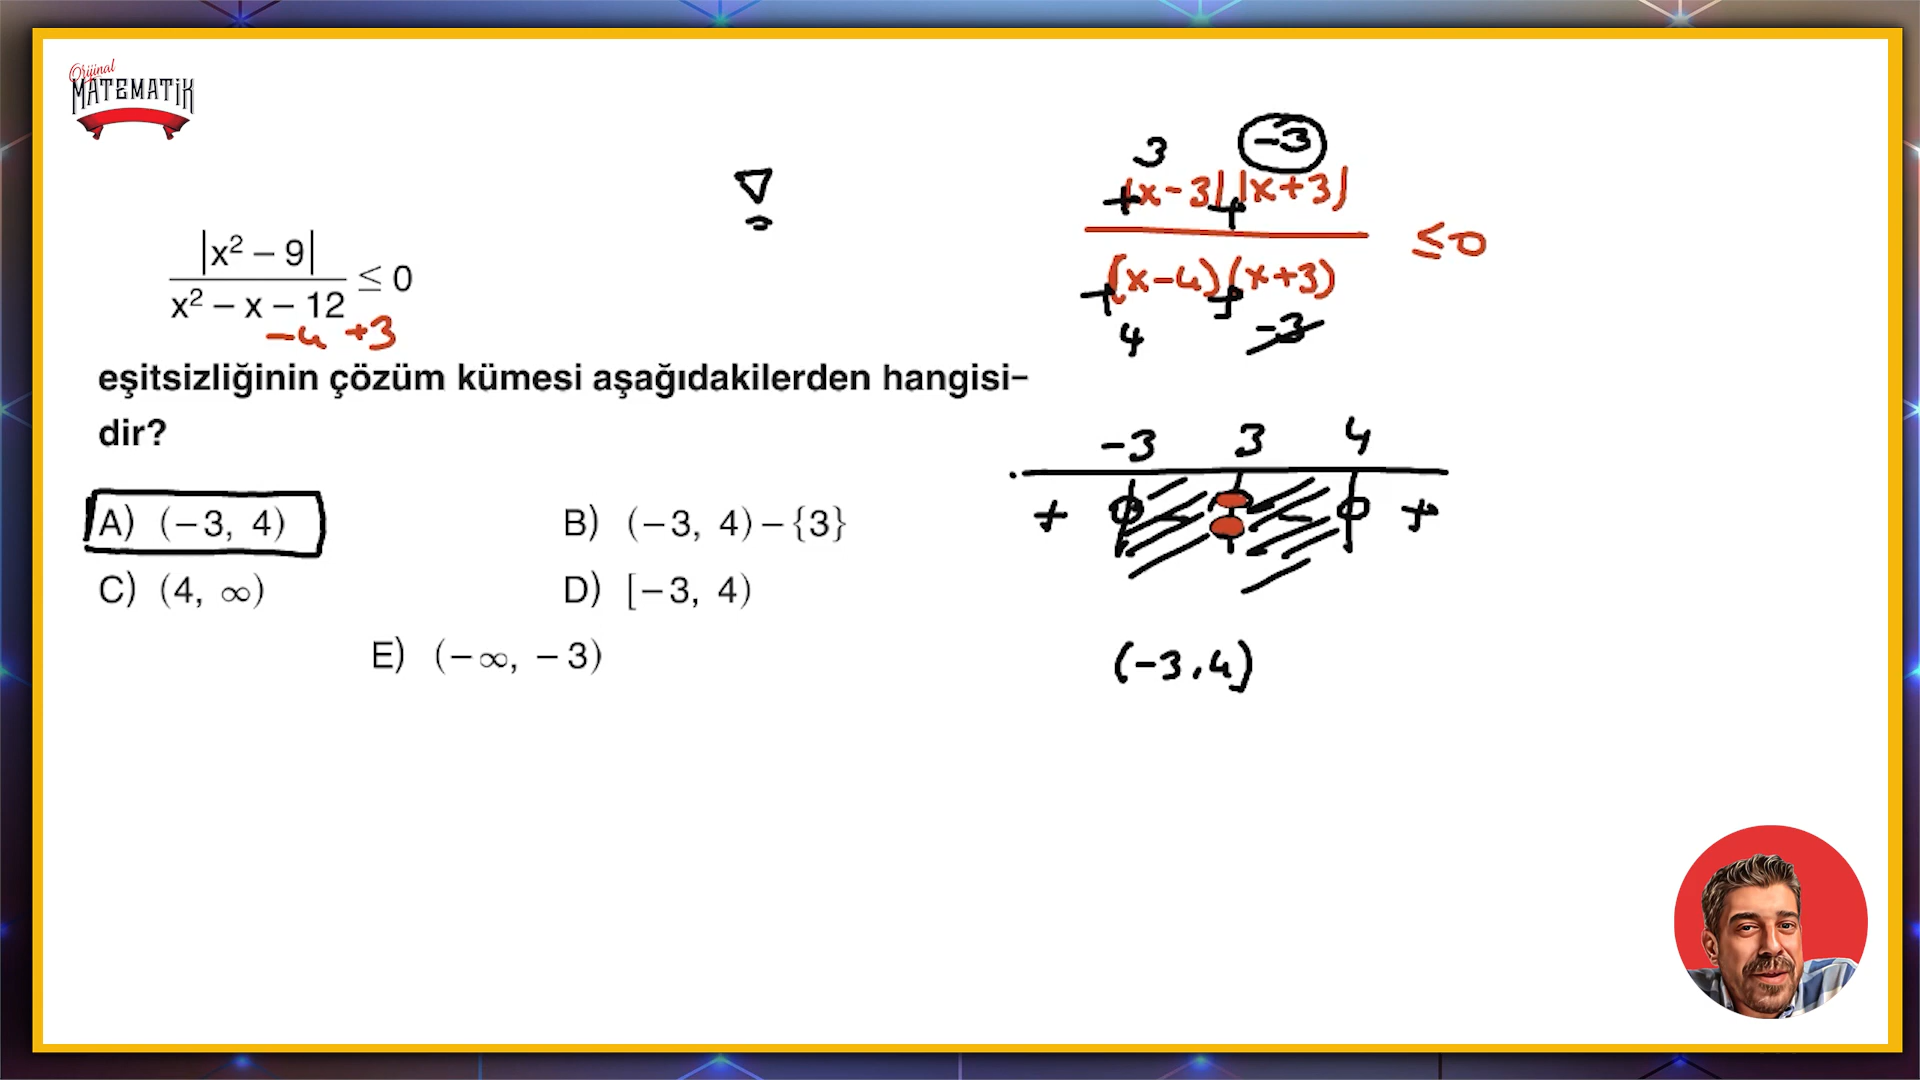 Orijinal
MATEMATİK
|x² – 9|
x² – x – 12
≤ 0
–4 +3
eşitsizliğinin çözüm kümesi aşağıdakilerden hangisi–
dir?
A) (–3, 4)
B) (–3, 4) – {3}
C) (4, ∞)
D) [–3, 4)
E) (–∞, –3)
3 –3
+ |x–3| + |x+3|
≤0
+ (x–4) + (x+3)
4 –3
–3 3 4
+ – – +
(–3,4)